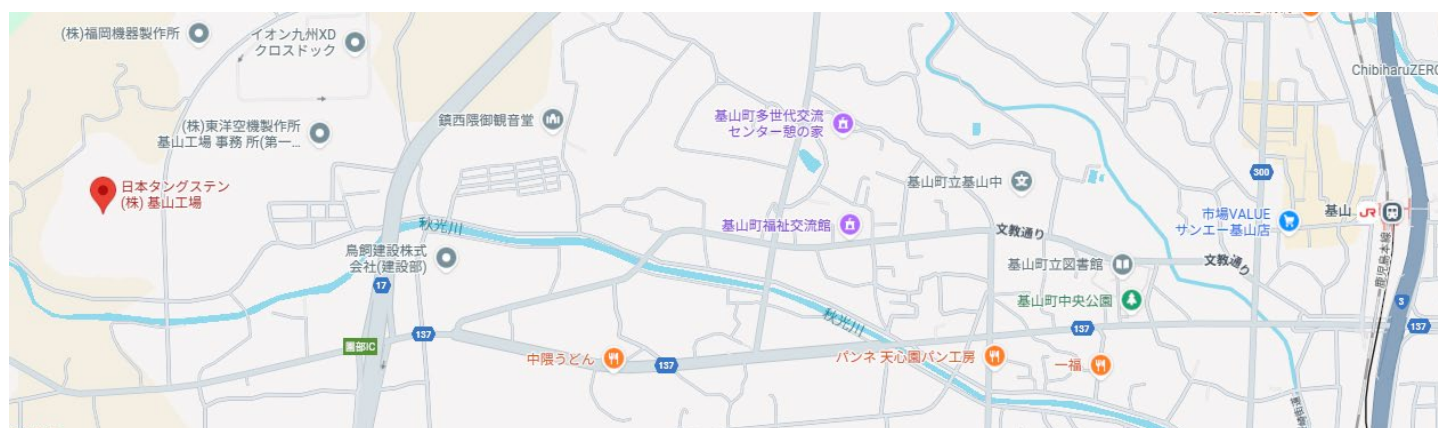 (株)福岡機器製作所
イオン九州XD
クロスドック
ChibiharuZERO
(株)東洋空機製作所
基山工場 事務 所(第一...
鎮西隈御観音堂
基山町多世代交流
センター憩の家
300
日本タングステン
(株) 基山工場
基山町立基山中
市場VALUE
サンエー基山店
基山
JR
秋光川
基山町福祉交流館
文教通り
鳥飼建設株式
会社(建設部)
基山町立図書館
文教通り
鹿児島本線
17
基山町中央公園
3
秋光川
137
137
137
園部IC
中隈うどん
137
パンネ 天心園パン工房
一福